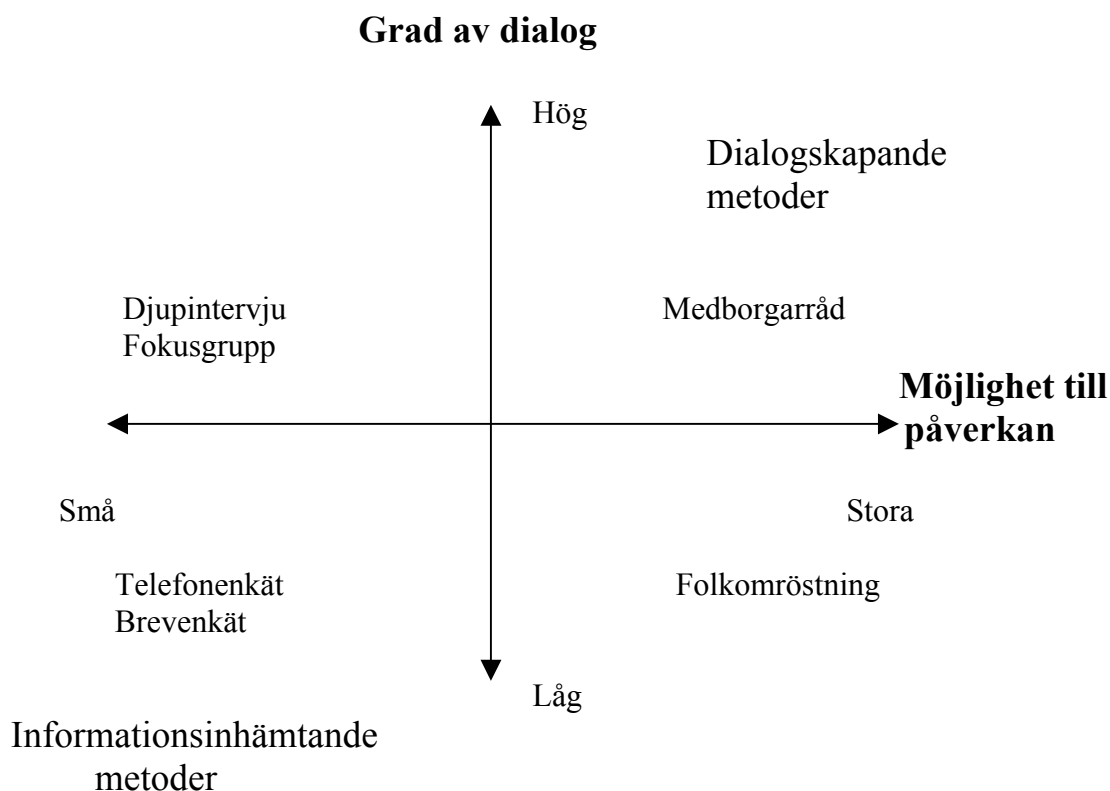 Grad av dialog
Hög
Dialogskapande
metoder
Djupintervju
Fokusgrupp
Medborgarråd
Möjlighet till
påverkan
Små
Stora
Telefonenkät
Brevenkät
Folkomröstning
Låg
Informationsinhämtande
metoder